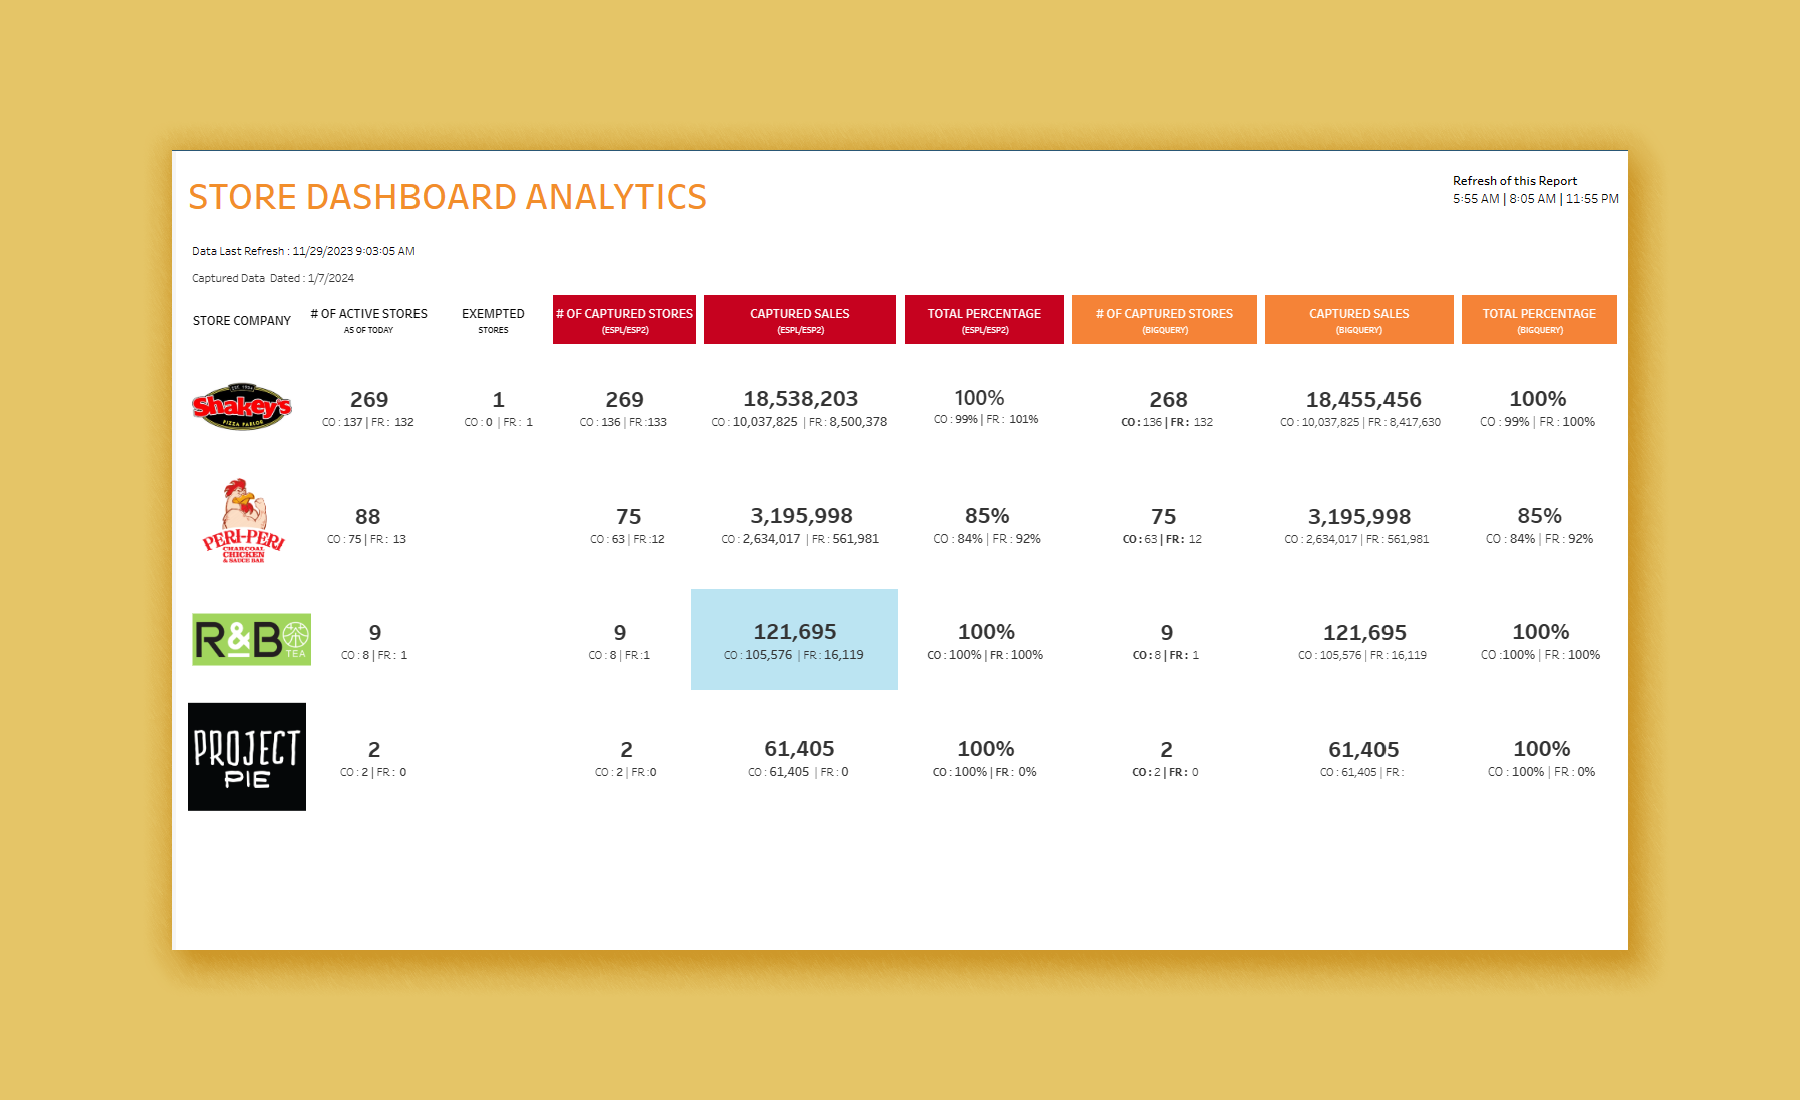 STORE DASHBOARD ANALYTICS
Refresh of this Report
5:55 AM | 8:05 AM | 11:55 PM
Data Last Refresh : 11/29/2023 9:03:05 AM
Captured Data Dated : 1/7/2024
STORE COMPANY
# OF ACTIVE STORES
AS OF TODAY
EXEMPTED
STORES
# OF CAPTURED STORES
(ESPL/ESP2)
CAPTURED SALES
(ESPL/ESP2)
TOTAL PERCENTAGE
(ESPL/ESP2)
# OF CAPTURED STORES
(BIGQUERY)
CAPTURED SALES
(BIGQUERY)
TOTAL PERCENTAGE
(BIGQUERY)
EST. 1954
Shakey's
PIZZA PARLOR
269
CO : 137 | FR : 132
1
CO : 0 | FR : 1
269
CO : 136 | FR :133
18,538,203
CO : 10,037,825 | FR : 8,500,378
100%
CO : 99% | FR : 101%
268
CO : 136 | FR : 132
18,455,456
CO : 10,037,825 | FR : 8,417,630
100%
CO : 99% | FR : 100%
PERI-PERI
CHARCOAL
CHICKEN
& SAUCE BAR
88
CO : 75 | FR : 13
75
CO : 63 | FR :12
3,195,998
CO : 2,634,017 | FR : 561,981
85%
CO : 84% | FR : 92%
75
CO : 63 | FR : 12
3,195,998
CO : 2,634,017 | FR : 561,981
85%
CO : 84% | FR : 92%
R&B
TEA
9
CO : 8 | FR : 1
9
CO : 8 | FR :1
121,695
CO : 105,576 | FR : 16,119
100%
CO : 100% | FR : 100%
9
CO : 8 | FR : 1
121,695
CO : 105,576 | FR : 16,119
100%
CO :100% | FR : 100%
PROJECT
PIE
2
CO : 2 | FR : 0
2
CO : 2 | FR :0
61,405
CO : 61,405 | FR : 0
100%
CO : 100% | FR : 0%
2
CO : 2 | FR : 0
61,405
CO : 61,405 | FR :
100%
CO : 100% | FR : 0%